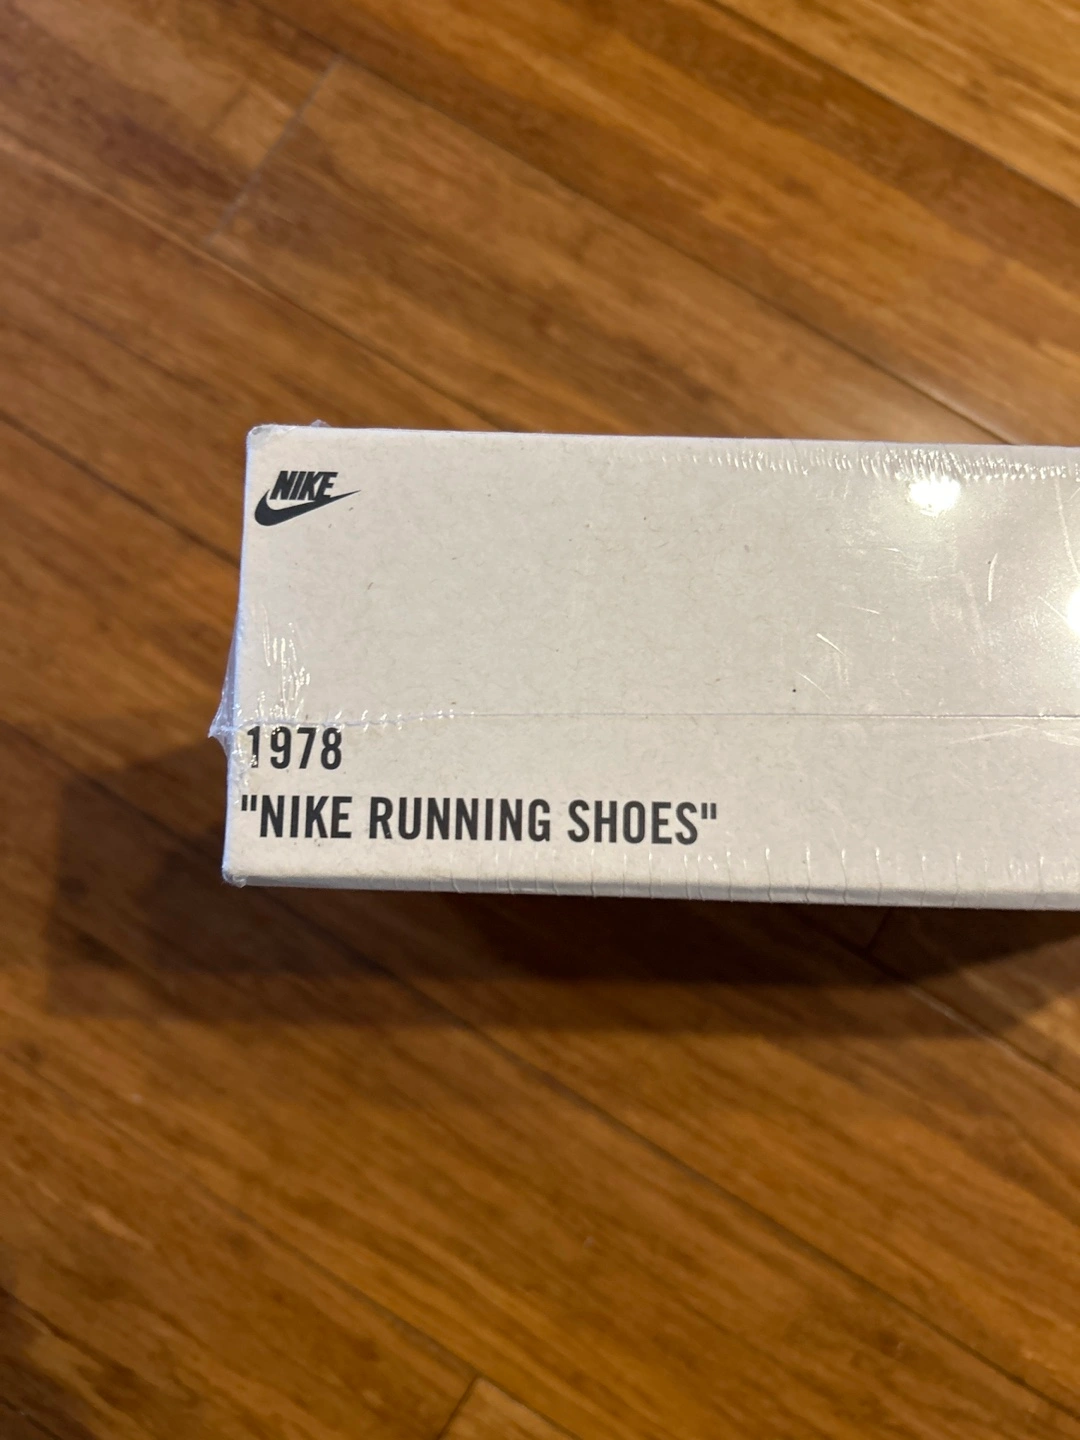 NIKE
1978
"NIKE RUNNING SHOES"